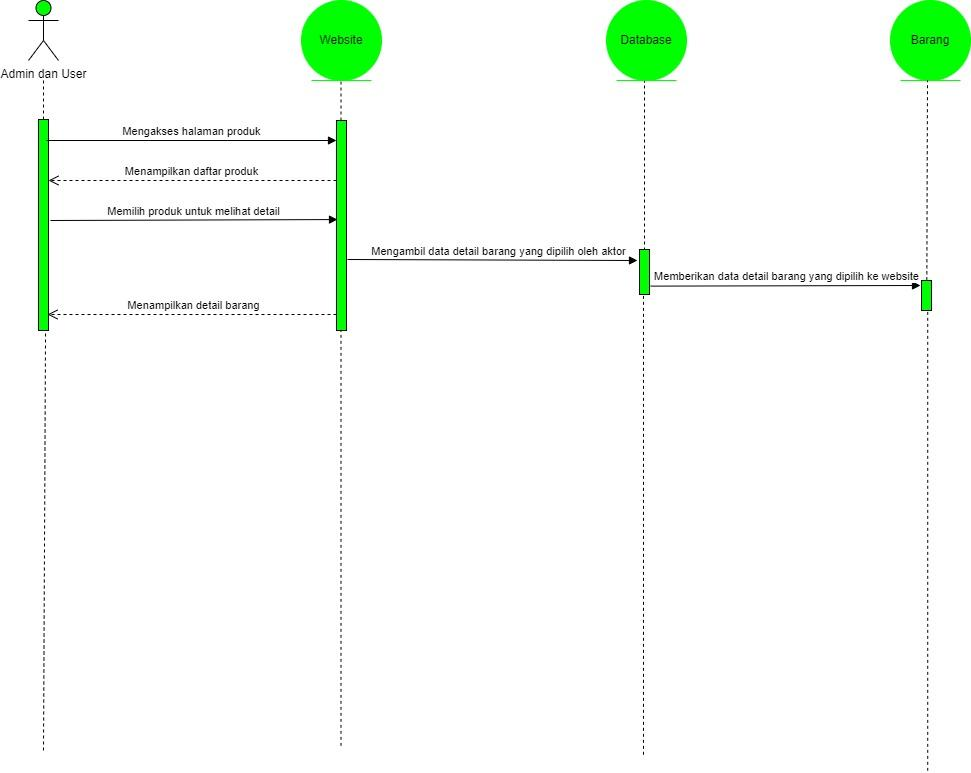 Website
Database
Barang
Admin dan User
Mengakses halaman produk
Menampilkan daftar produk
Memilih produk untuk melihat detail
Mengambil data detail barang yang dipilih oleh aktor
Memberikan data detail barang yang dipilih ke website
Menampilkan detail barang